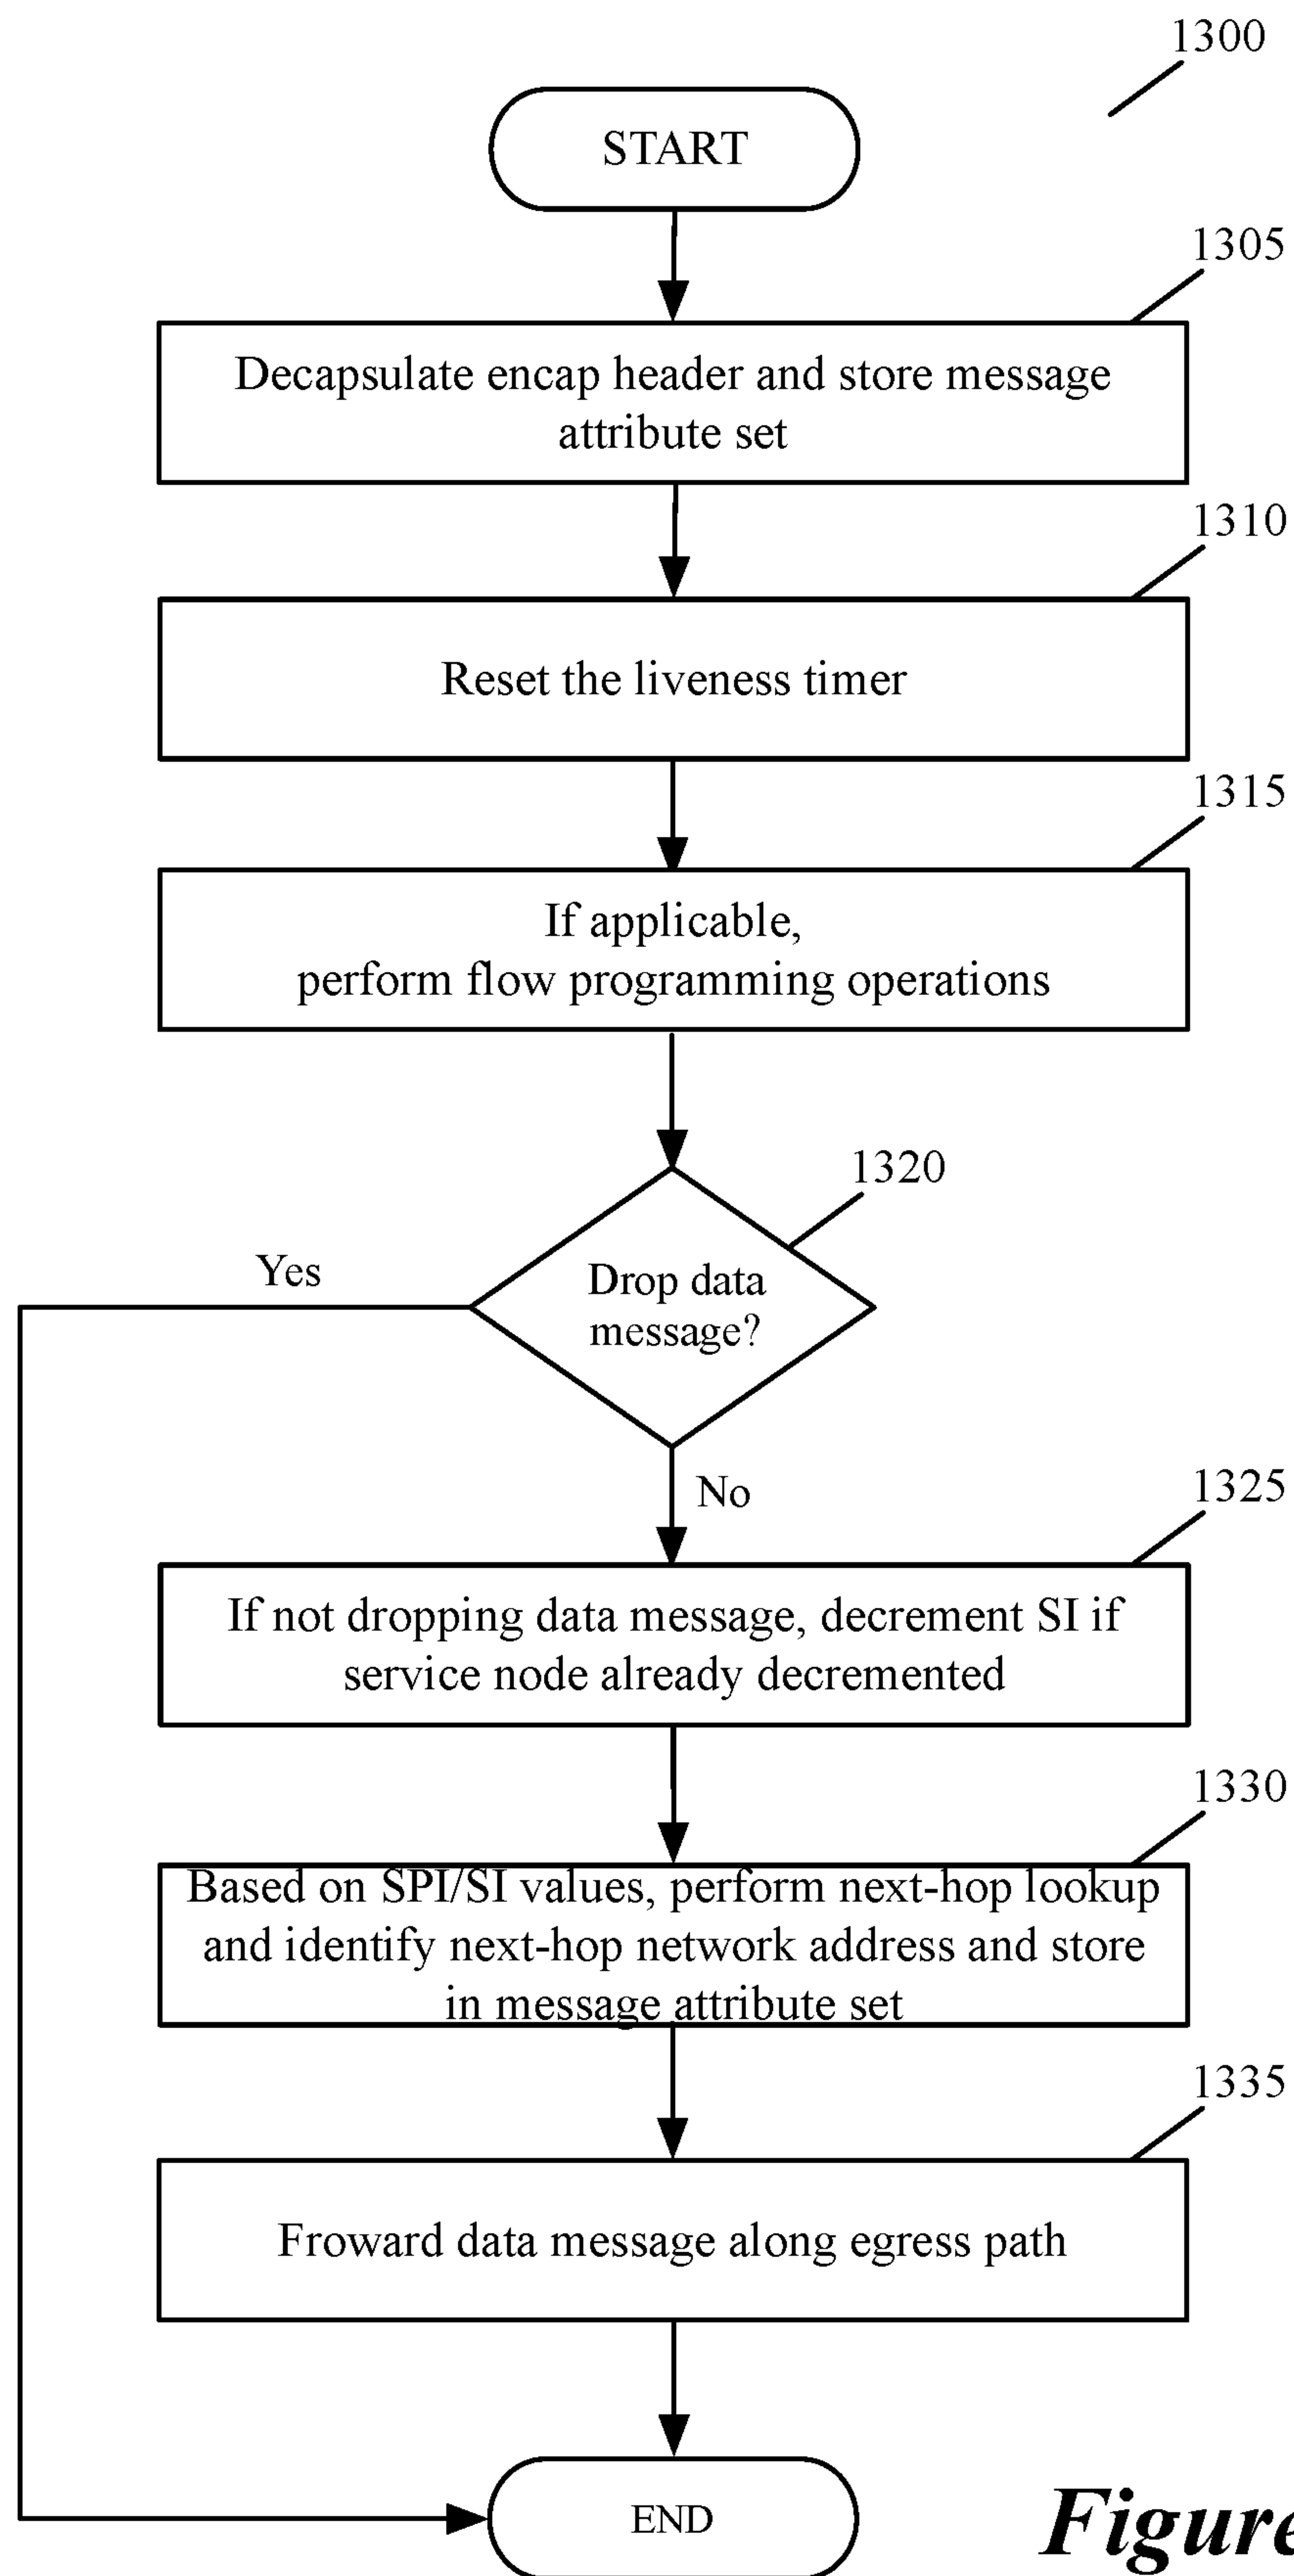 1300
START
1305
Decapsulate encap header and store message
attribute set
1310
Reset the liveness timer
1315
If applicable,
perform flow programming operations
1320
Drop data
message?
Yes
No
1325
If not dropping data message, decrement SI if
service node already decremented
1330
Based on SPI/SI values, perform next-hop lookup
and identify next-hop network address and store
in message attribute set
1335
Froward data message along egress path
END
Figure